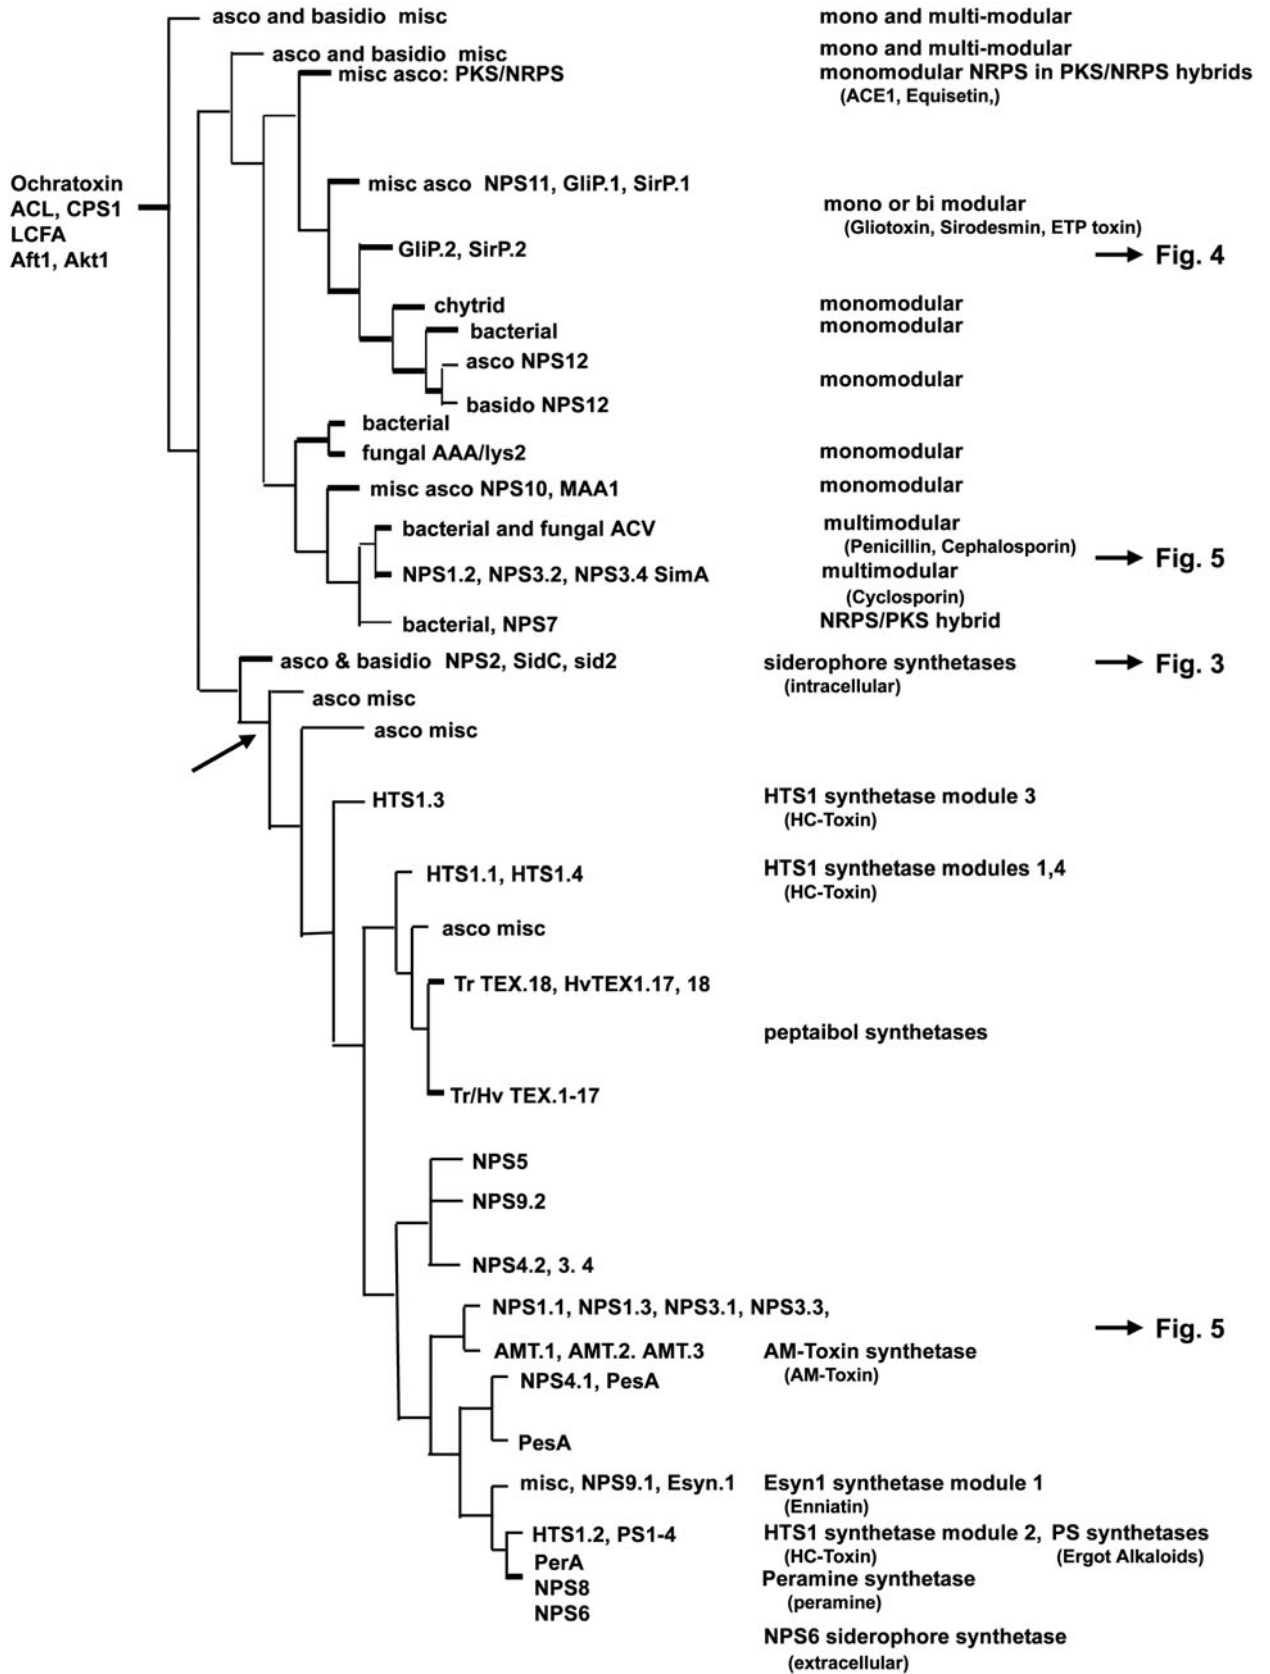 asco and basidio misc mono and multi-modular
asco and basidio misc mono and multi-modular
misc asco: PKS/NRPS monomodular NRPS in PKS/NRPS hybrids
(ACE1, Equisetin,)
Ochratoxin
ACL, CPS1
LCFA
Aft1, Akt1
misc asco NPS11, GliP.1, SirP.1
mono or bi modular
(Gliotoxin, Sirodesmin, ETP toxin)
GliP.2, SirP.2
Fig. 4
chytrid monomodular
bacterial monomodular
asco NPS12
monomodular
basido NPS12
bacterial
fungal AAA/lys2 monomodular
misc asco NPS10, MAA1 monomodular
bacterial and fungal ACV multimodular
(Penicillin, Cephalosporin)
Fig. 5
NPS1.2, NPS3.2, NPS3.4 SimA multimodular
(Cyclosporin)
bacterial, NPS7 NRPS/PKS hybrid
asco & basidio NPS2, SidC, sid2 siderophore synthetases Fig. 3
(intracellular)
asco misc
asco misc
HTS1.3 HTS1 synthetase module 3
(HC-Toxin)
HTS1.1, HTS1.4 HTS1 synthetase modules 1,4
(HC-Toxin)
asco misc
Tr TEX.18, HvTEX1.17, 18
peptaibol synthetases
Tr/Hv TEX.1-17
NPS5
NPS9.2
NPS4.2, 3. 4
NPS1.1, NPS1.3, NPS3.1, NPS3.3,
Fig. 5
AMT.1, AMT.2. AMT.3 AM-Toxin synthetase
(AM-Toxin)
NPS4.1, PesA
PesA
misc, NPS9.1, Esyn.1 Esyn1 synthetase module 1
(Enniatin)
HTS1.2, PS1-4 HTS1 synthetase module 2, PS synthetases
(HC-Toxin) (Ergot Alkaloids)
PerA
Peramine synthetase
NPS8
(peramine)
NPS6
NPS6 siderophore synthetase
(extracellular)